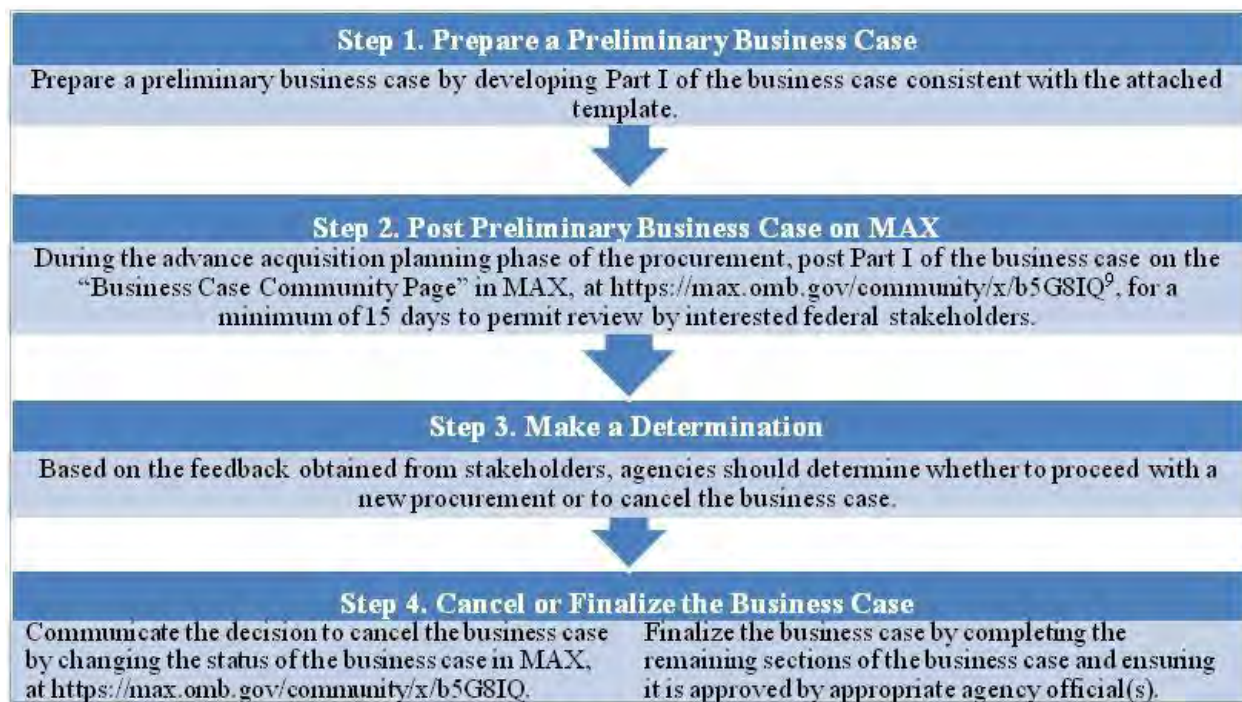 Step 1. Prepare a Preliminary Business Case
Prepare a preliminary business case by developing Part I of the business case consistent with the attached
template.
Step 2. Post Preliminary Business Case on MAX
During the advance acquisition planning phase of the procurement, post Part I of the business case on the
“Business Case Community Page” in MAX, at https://max.omb.gov/community/x/b5G8IQ⁹, for a
minimum of 15 days to permit review by interested federal stakeholders.
Step 3. Make a Determination
Based on the feedback obtained from stakeholders, agencies should determine whether to proceed with a
new procurement or to cancel the business case.
Step 4. Cancel or Finalize the Business Case
Communicate the decision to cancel the business case
by changing the status of the business case in MAX,
at https://max.omb.gov/community/x/b5G8IQ.
Finalize the business case by completing the
remaining sections of the business case and ensuring
it is approved by appropriate agency official(s).